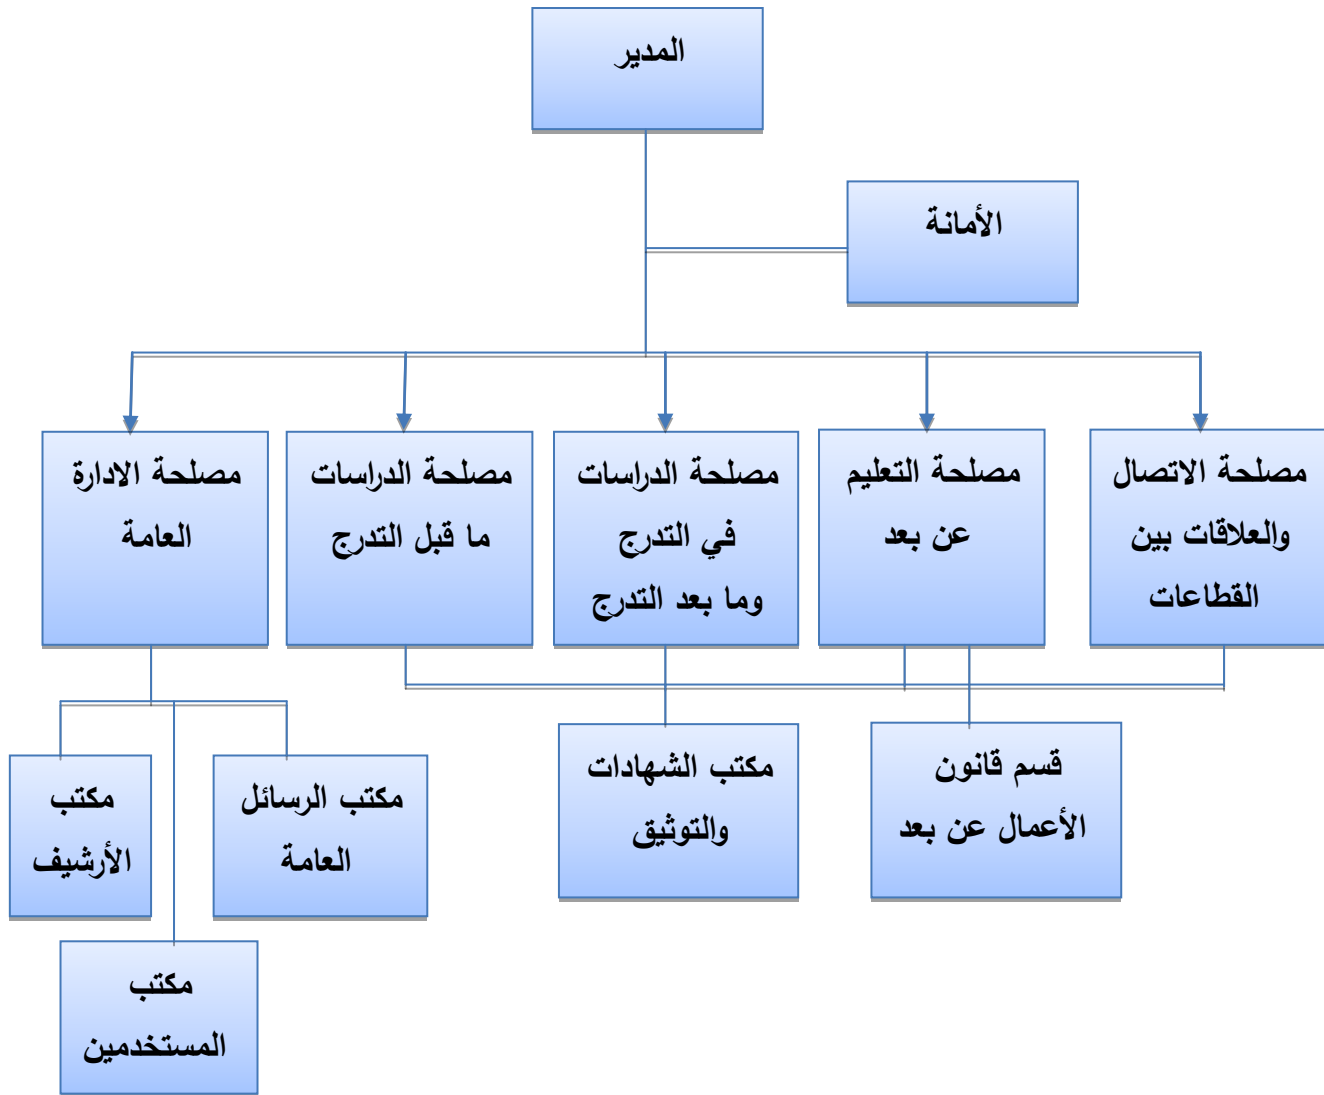 المدير
الأمانة
مصلحة الاتصال
والعلاقات بين
القطاعات
مصلحة التعليم
عن بعد
مصلحة الدراسات
في التدرج
وما بعد التدرج
مصلحة الدراسات
ما قبل التدرج
مصلحة الادارة
العامة
قسم قانون
الأعمال عن بعد
مكتب الشهادات
والتوثيق
مكتب الرسائل
العامة
مكتب
الأرشيف
مكتب
المستخدمين